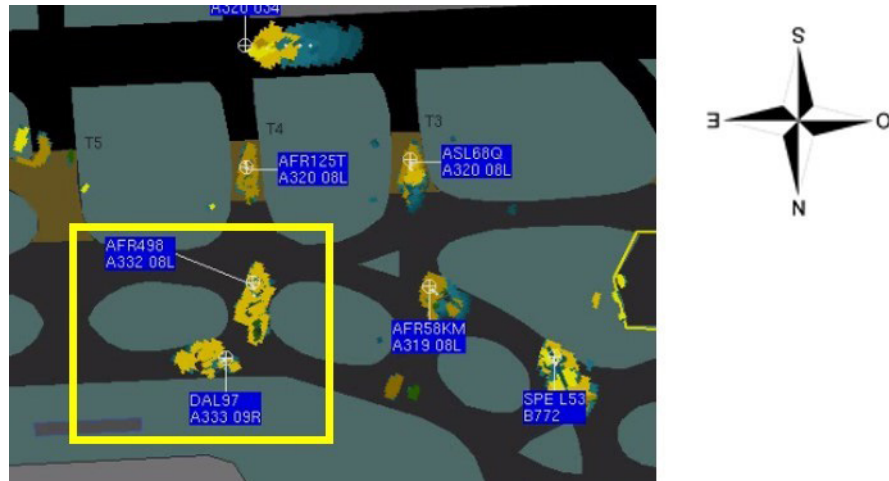 A320 034
S
E
O
N
T5
T4
T3
AFR125T
A320 08L
ASL68Q
A320 08L
AFR498
A332 08L
AFR58KM
A319 08L
DAL97
A333 09R
SPE L53
B772